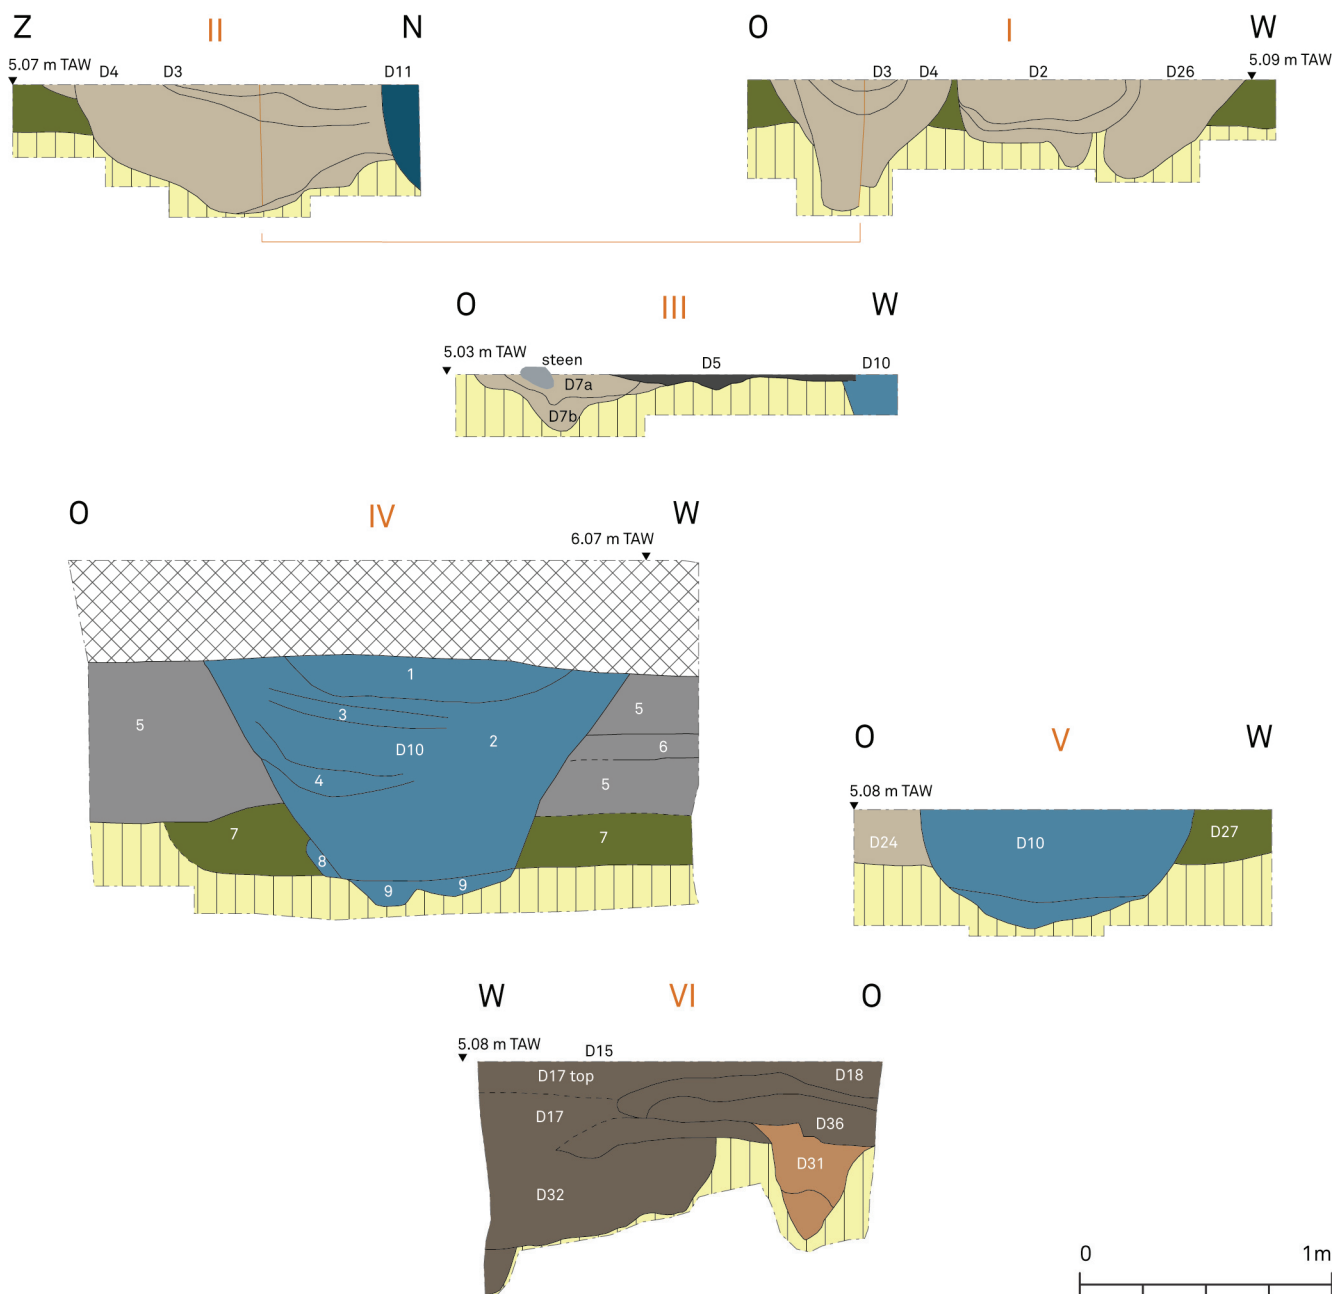 Z II N
5.07 m TAW D4 D3 D11
O I W
D3 D4 D2 D26 5.09 m TAW
O III W
5.03 m TAW steen D5 D10
D7a
D7b
O IV W
6.07 m TAW
1
5 3 D10 2 5
6
4 5
7 8 7
9 9
O V W
5.08 m TAW
D24 D10 D27
W VI O
5.08 m TAW D15
D17 top D18
D17 D36
D31
D32
0 1m